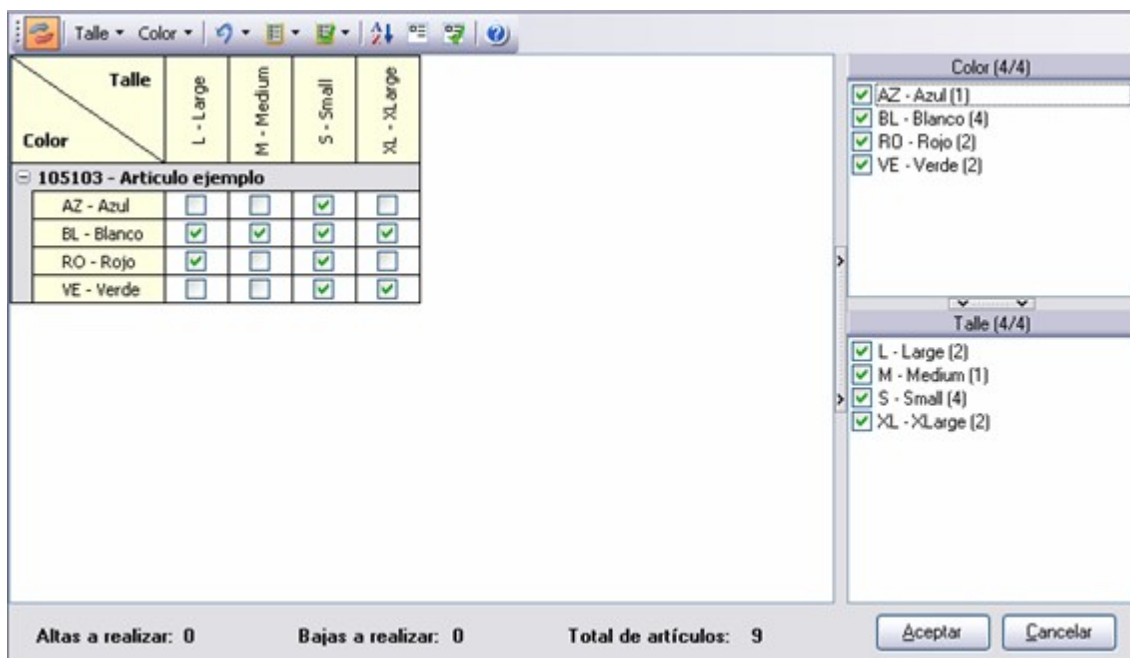 Talle Color
Talle
Color
L - Large
M - Medium
S - Small
XL - XLarge
105103 - Articulo ejemplo
AZ - Azul
BL - Blanco
RO - Rojo
VE - Verde
Color (4/4)
AZ - Azul (1)
BL - Blanco (4)
RO - Rojo (2)
VE - Verde (2)
Talle (4/4)
L - Large (2)
M - Medium (1)
S - Small (4)
XL - XLarge (2)
Altas a realizar: 0 Bajas a realizar: 0 Total de artículos: 9 Aceptar Cancelar